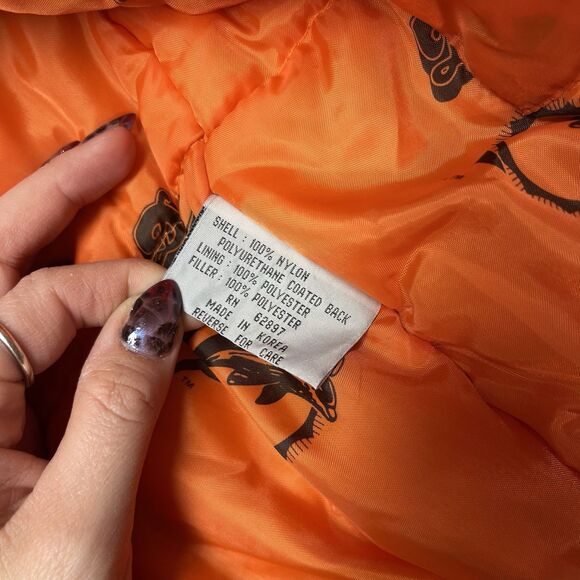 SHELL : 100% NYLON
POLYURETHANE COATED BACK
LINING : 100% POLYESTER
FILLER : 100% POLYESTER
RN 62897
MADE IN KOREA
REVERSE FOR CARE
TM